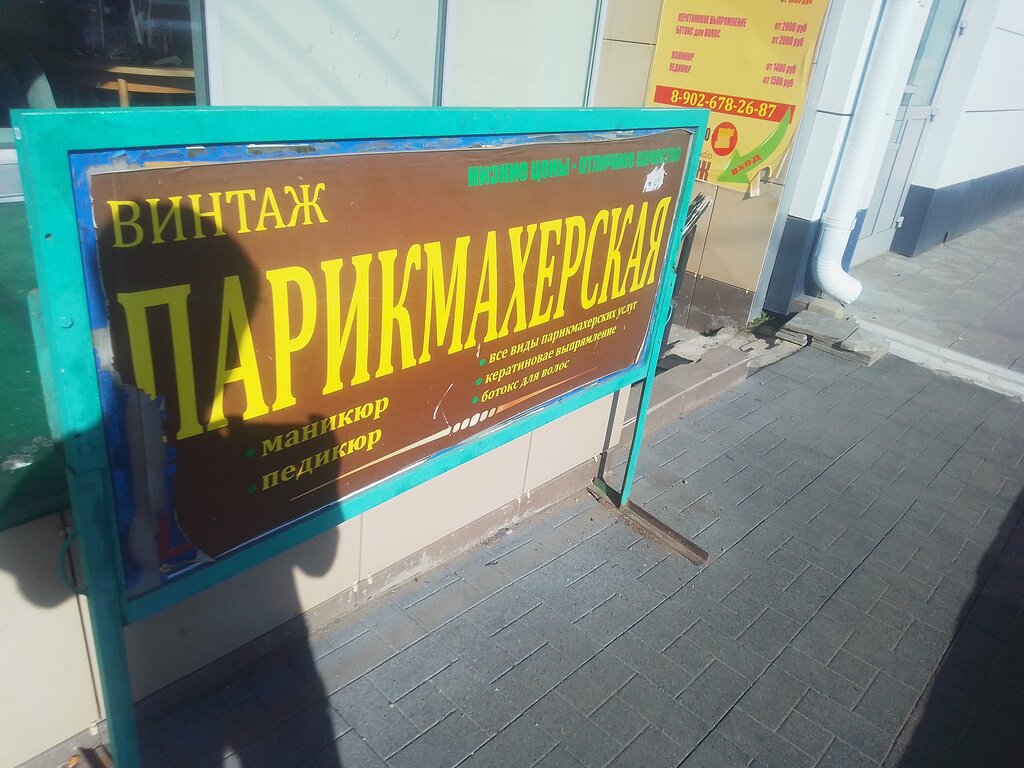 ВИНТАЖ
низкие цены - отличное качество
ПАРИКМАХЕРСКАЯ
• все виды парикмахерских услуг
• кератиновае выпрямление
• ботокс для волос
• маникюр
• педикюр
КЕРАТИНОВОЕ ВЫПРЯМЛЕНИЕ от 2000 руб
БОТОКС для ВОЛОС от 2000 руб
МАНИКЮР от 1400 руб
ПЕДИКЮР от 1500 руб
8-902-678-26-87
ВХОД